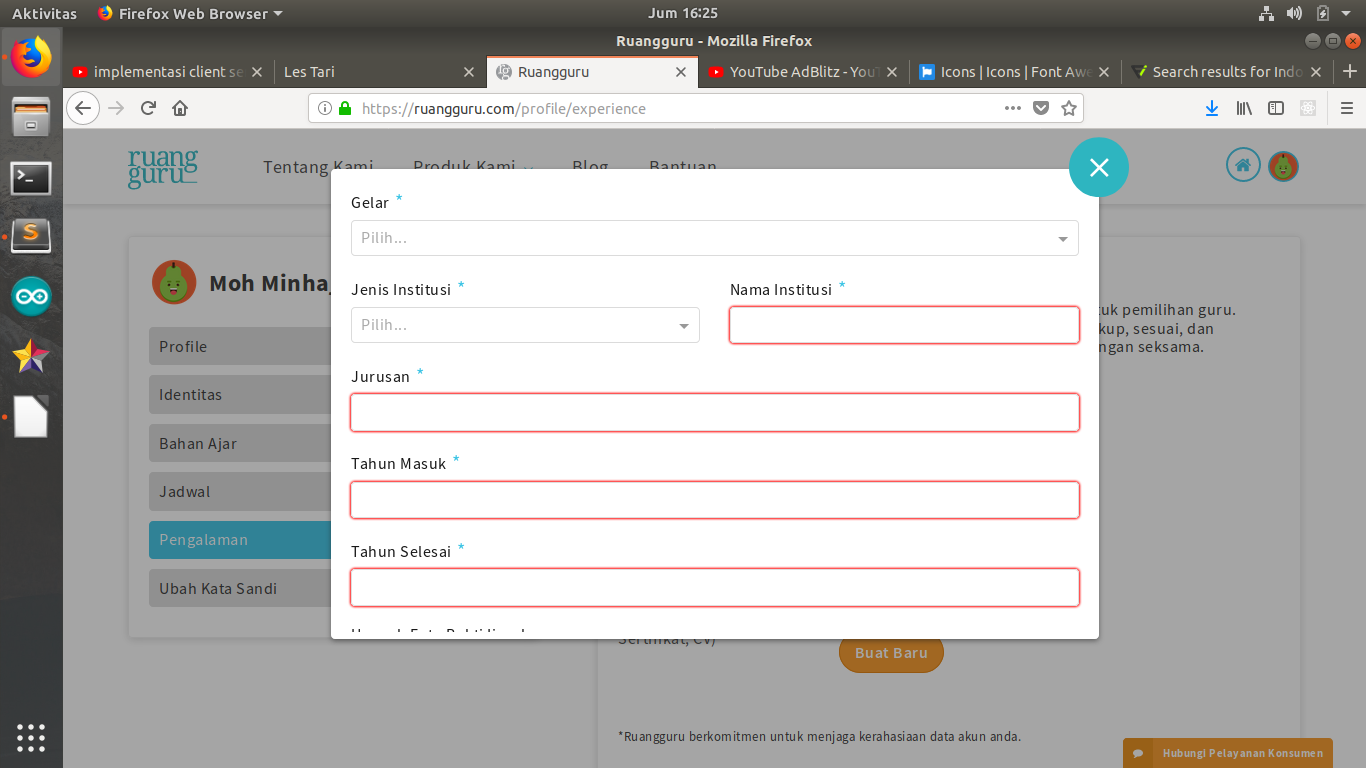 Aktivitas
Firefox Web Browser
Jum 16:25
Ruangguru - Mozilla Firefox
implementasi client se
Les Tari
Ruangguru
YouTube AdBlitz - You
Icons | Icons | Font Awe
Search results for Indo
https://ruangguru.com/profile/experience
ruang
guru
Tentang Kami
Produk Kami
Blog
Bantuan
Moh Minhaj
Profile
Identitas
Bahan Ajar
Jadwal
Pengalaman
Ubah Kata Sandi
Gelar *
Pilih...
Jenis Institusi *
Nama Institusi *
Pilih...
Jurusan *
Tahun Masuk *
Tahun Selesai *
tuk pemilihan guru.
kup, sesuai, dan
ngan seksama.
Sertifikat, CV)
Buat Baru
*Ruangguru berkomitmen untuk menjaga kerahasiaan data akun anda.
Hubungi Pelayanan Konsumen